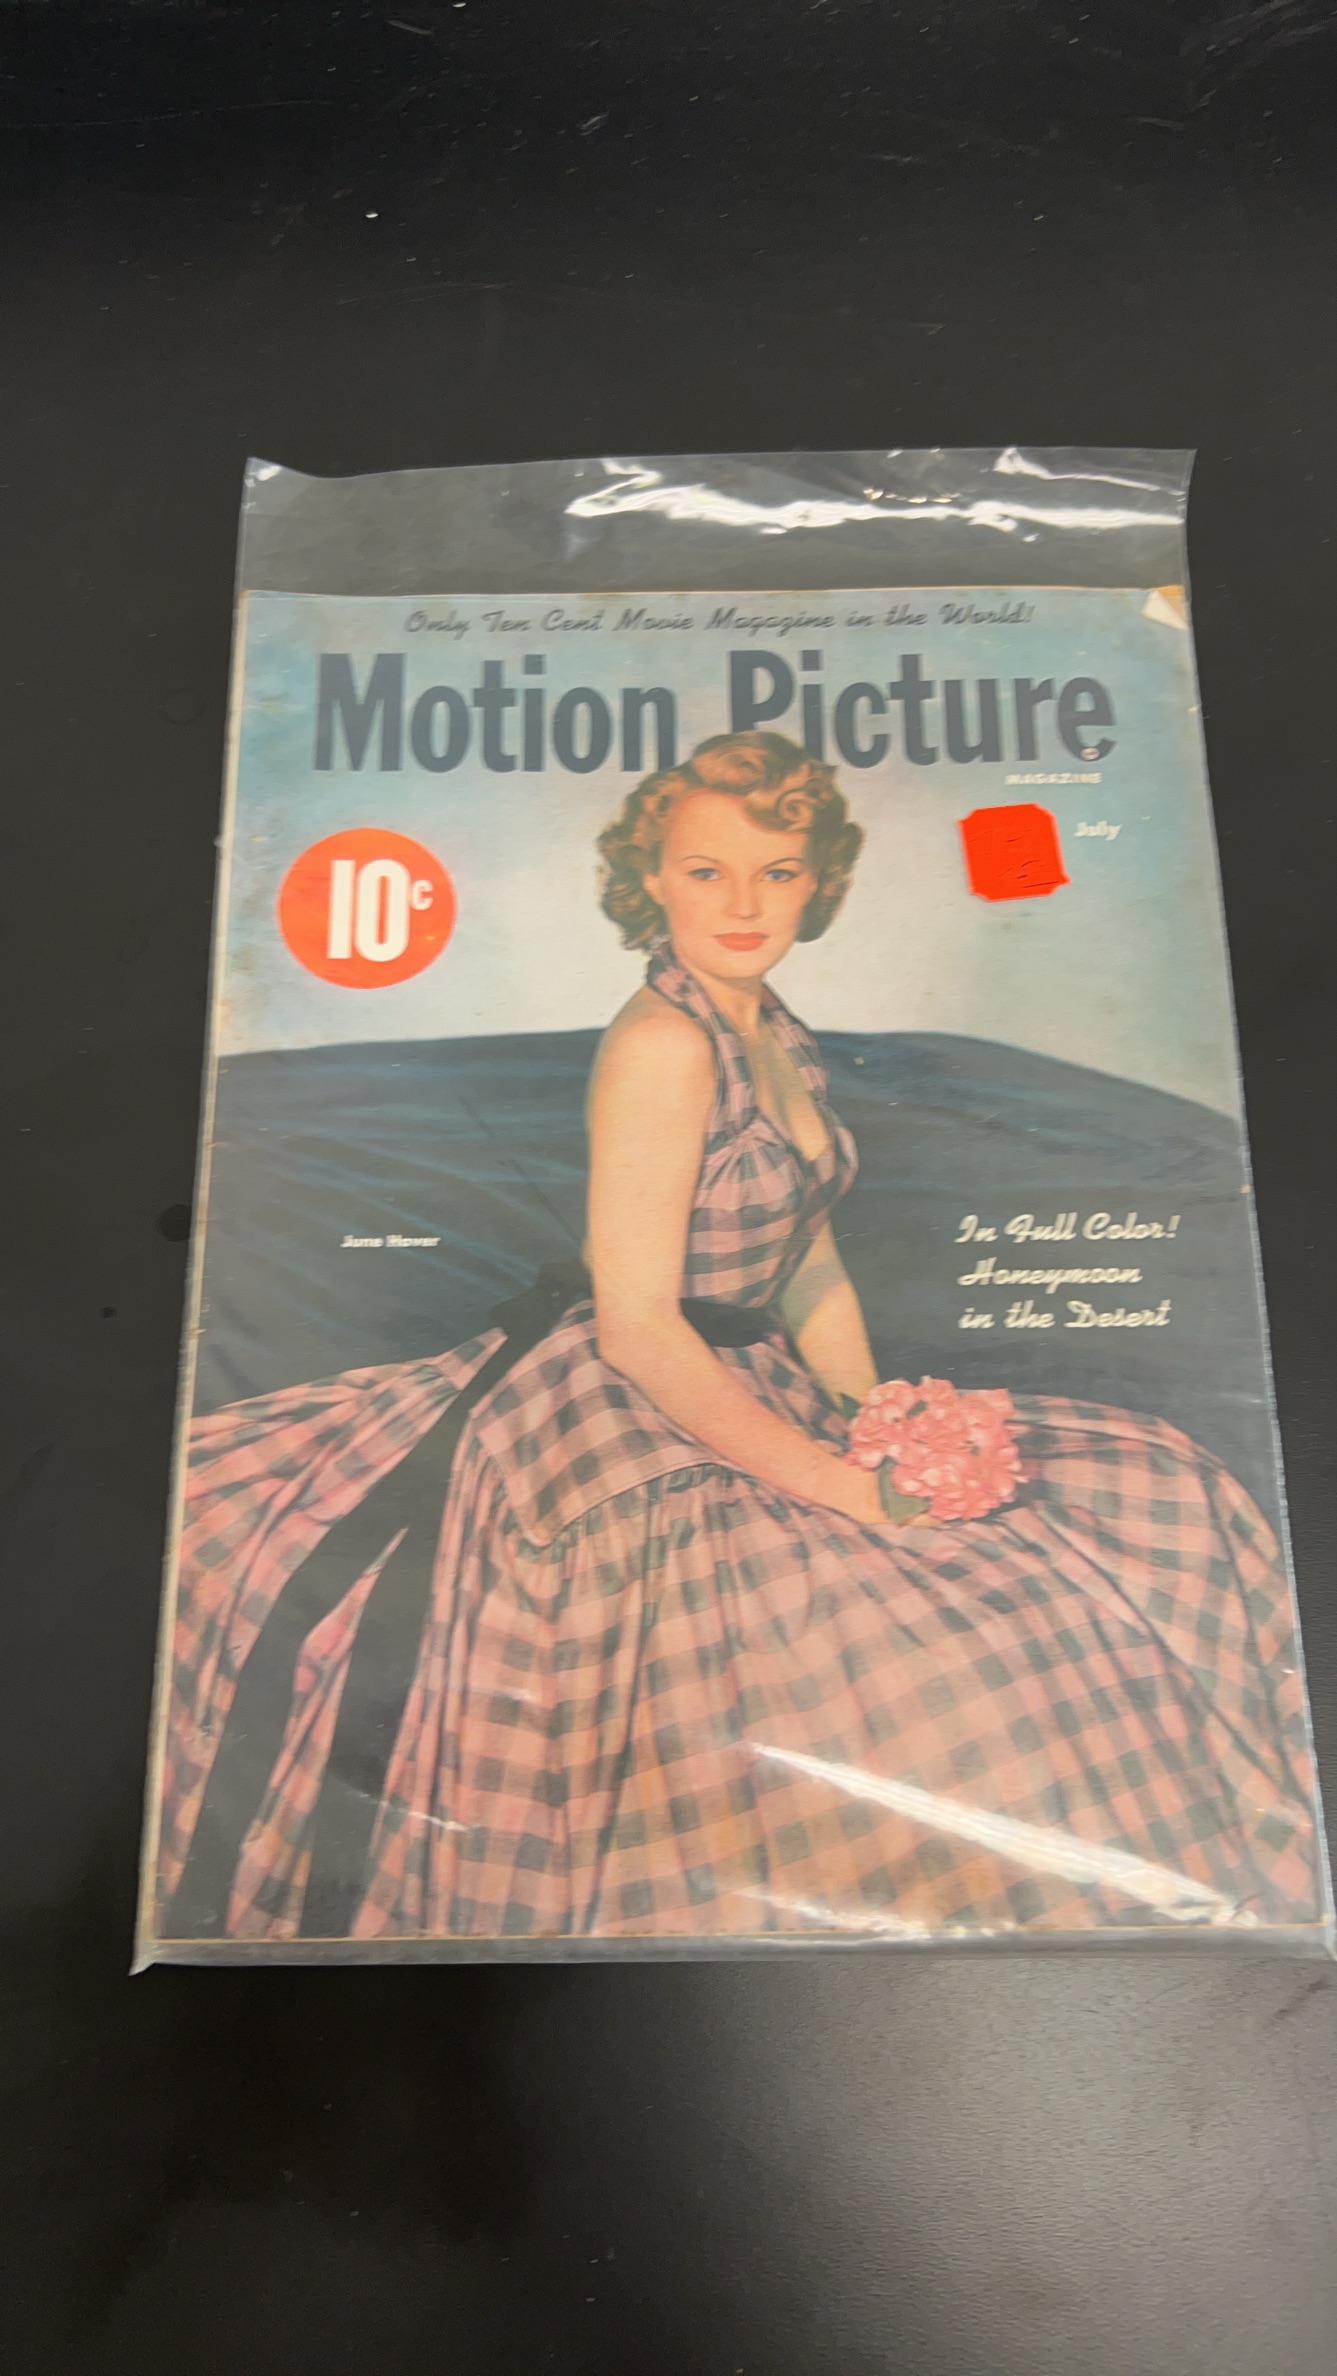 Only Ten Cent Movie Magazine in the World!
Motion Picture
MAGAZINE
July
10c
June Haver
In Full Color!
Honeymoon
in the Desert